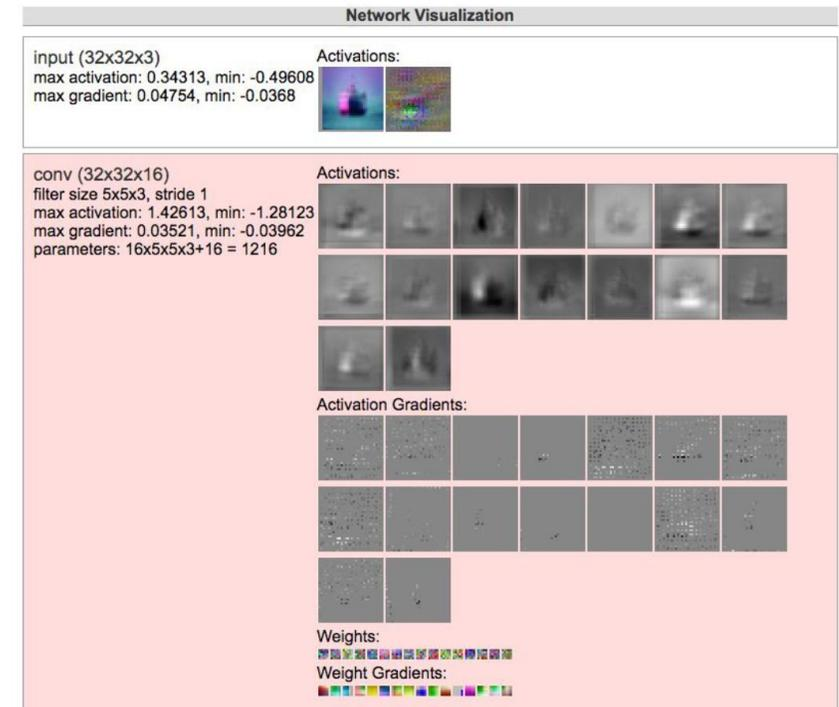 Network Visualization
input (32x32x3)
max activation: 0.34313, min: -0.49608
max gradient: 0.04754, min: -0.0368
Activations:
conv (32x32x16)
filter size 5x5x3, stride 1
max activation: 1.42613, min: -1.28123
max gradient: 0.03521, min: -0.03962
parameters: 16x5x5x3+16 = 1216
Activations:
Activation Gradients:
Weights:
Weight Gradients: